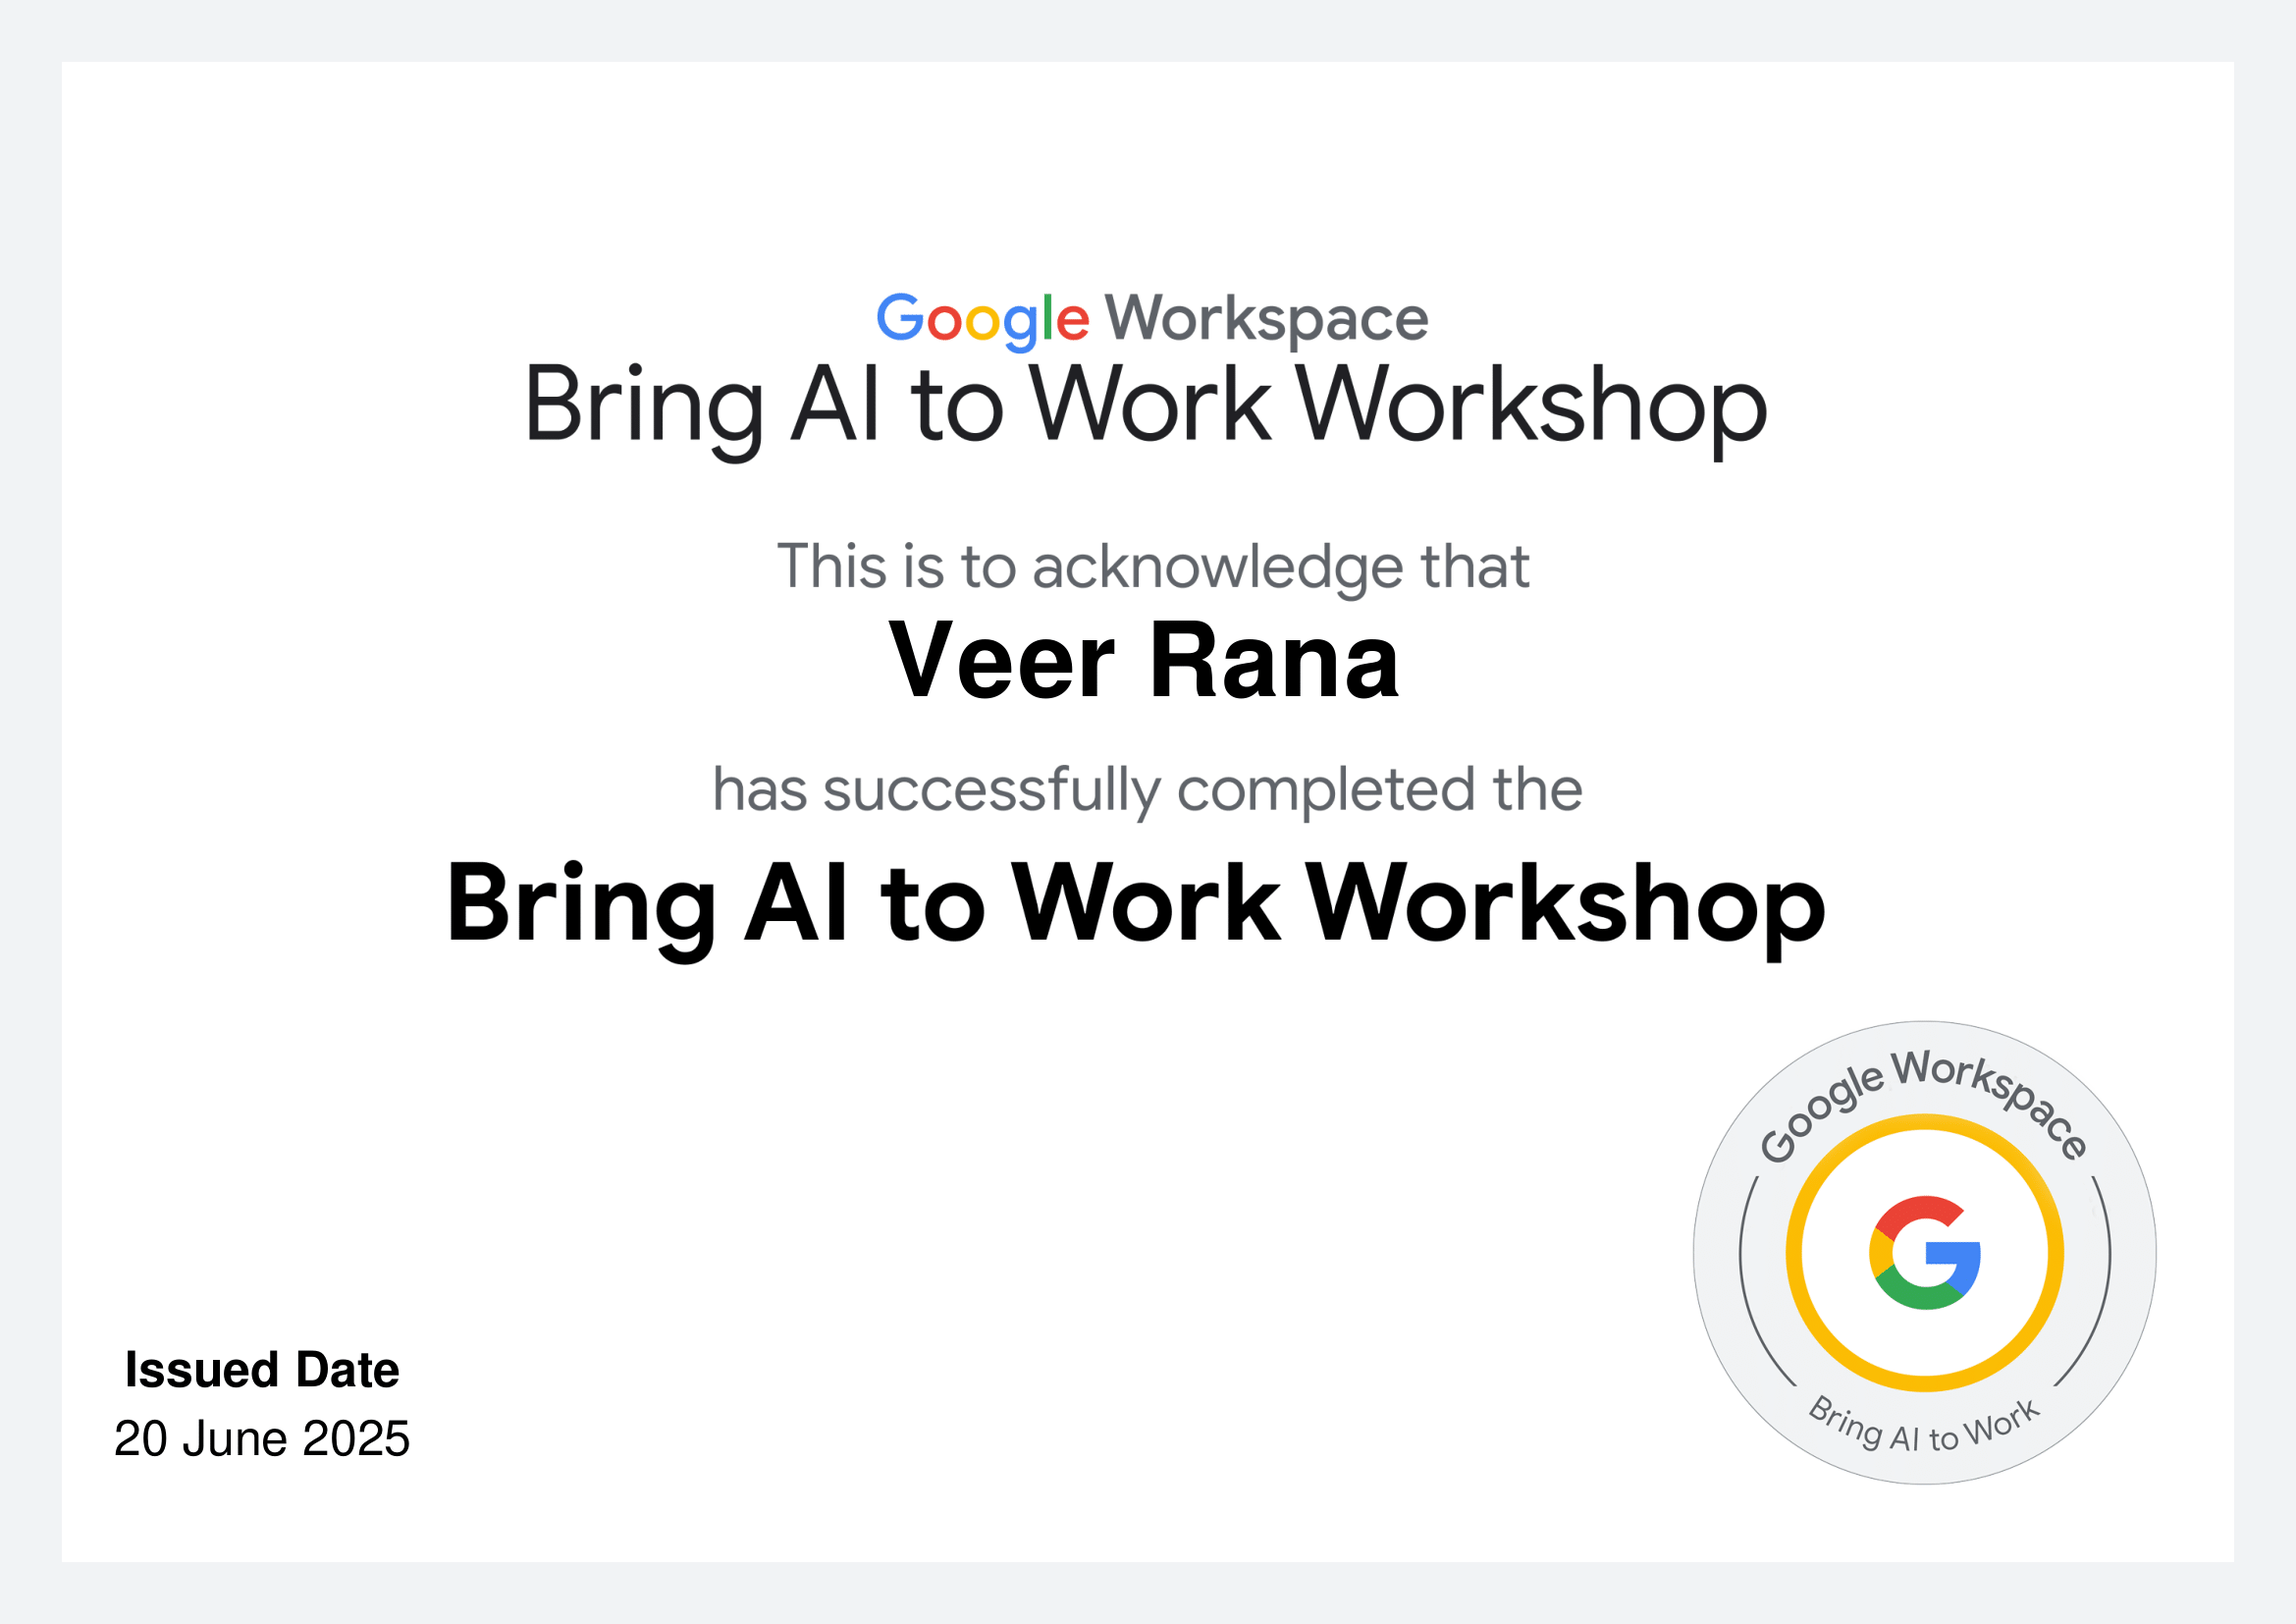 Google Workspace
Bring AI to Work Workshop
This is to acknowledge that
Veer Rana
has successfully completed the
Bring AI to Work Workshop
Google Workspace
Bring AI to Work
Issued Date
20 June 2025